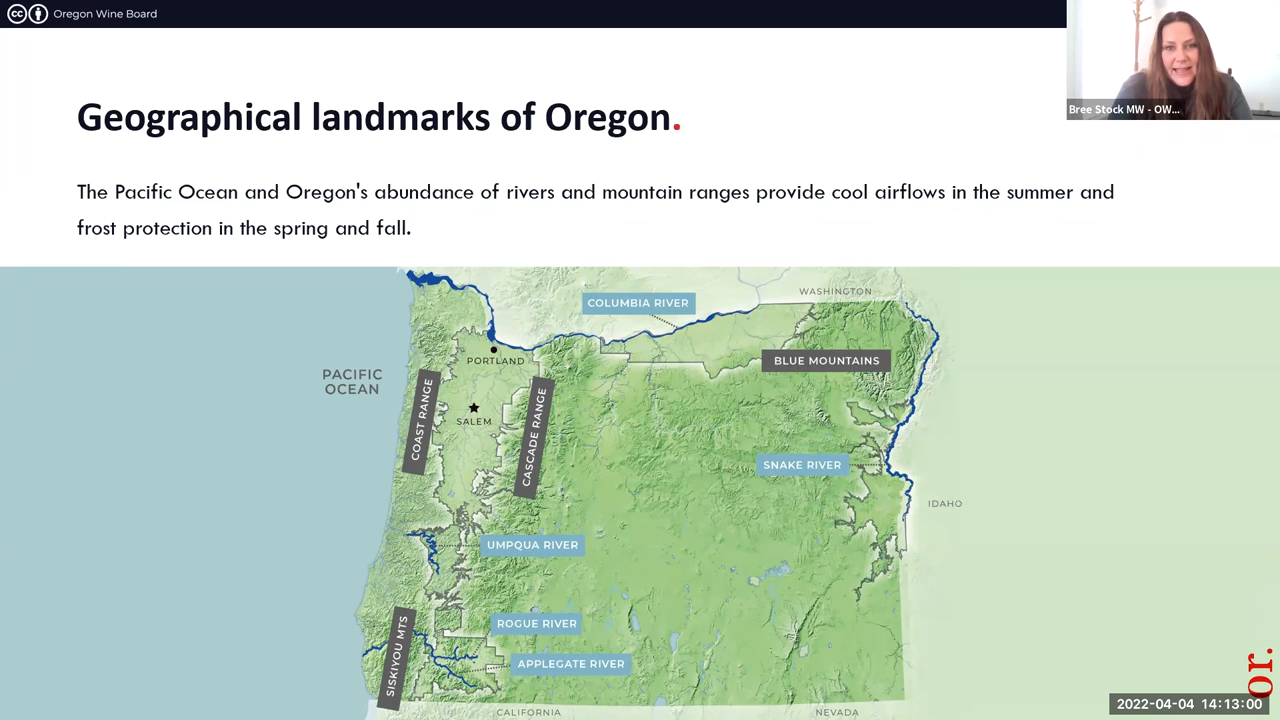 Oregon Wine Board
Bree Stock MW - OW...
Geographical landmarks of Oregon.
The Pacific Ocean and Oregon's abundance of rivers and mountain ranges provide cool airflows in the summer and
frost protection in the spring and fall.
WASHINGTON
COLUMBIA RIVER
PORTLAND
BLUE MOUNTAINS
PACIFIC
OCEAN
COAST RANGE
SALEM
CASCADE RANGE
SNAKE RIVER
IDAHO
UMPQUA RIVER
ROGUE RIVER
SISKIYOU MTS
APPLEGATE RIVER
CALIFORNIA
NEVADA
or.
2022-04-04 14:13:00